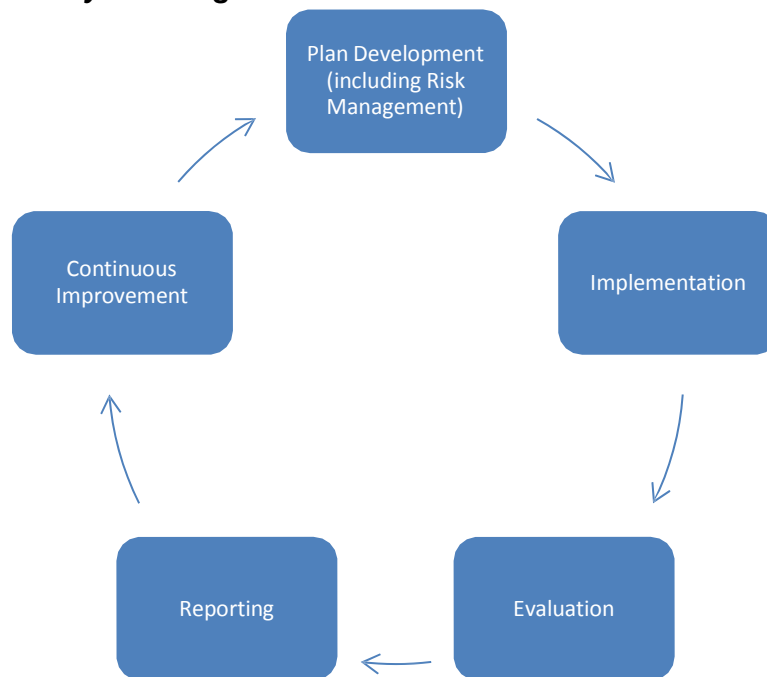 Plan Development
(including Risk
Management)
Continuous
Improvement
Implementation
Reporting
Evaluation